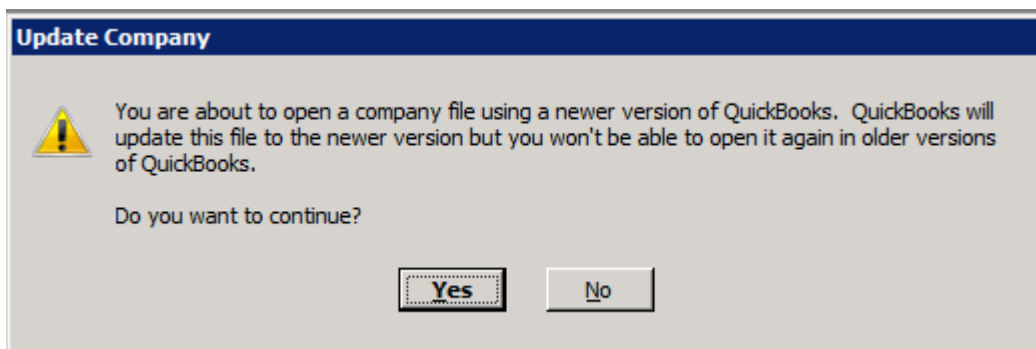 Update Company
You are about to open a company file using a newer version of QuickBooks.  QuickBooks will
update this file to the newer version but you won't be able to open it again in older versions
of QuickBooks.
Do you want to continue?
Yes
No